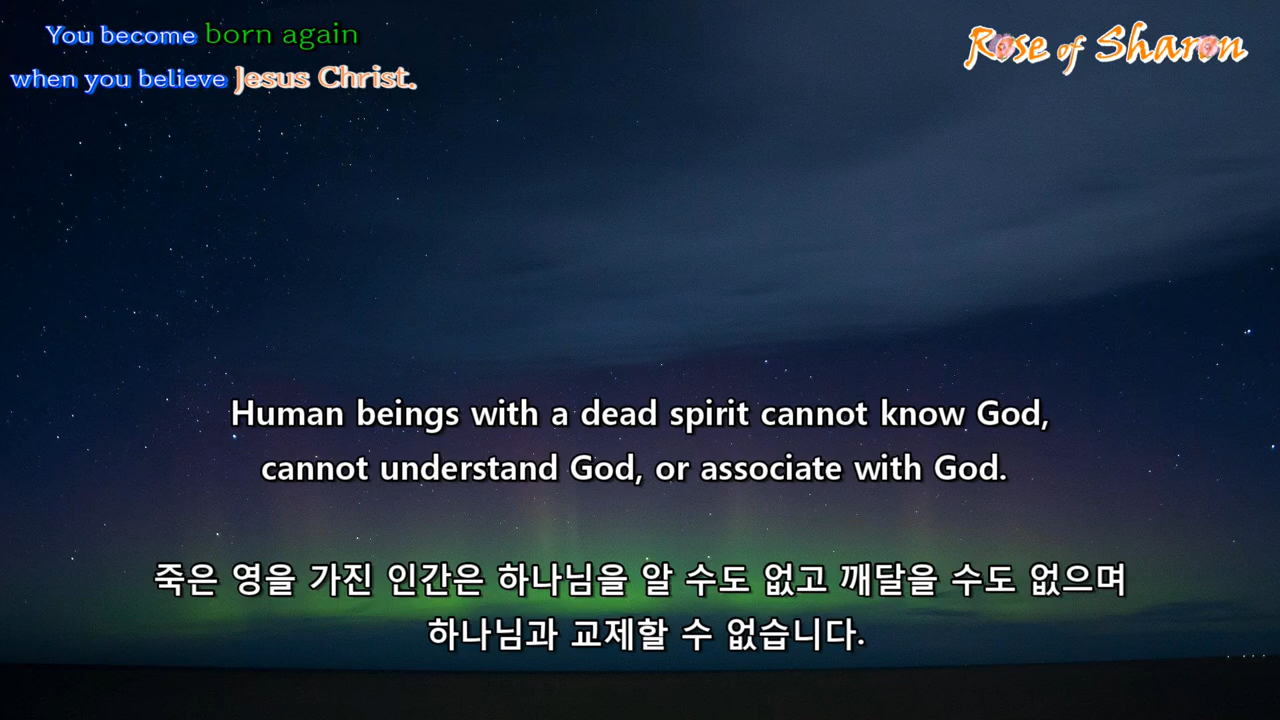 You become born again
when you believe Jesus Christ.
Rose of Sharon
Human beings with a dead spirit cannot know God,
cannot understand God, or associate with God.
죽은 영을 가진 인간은 하나님을 알 수도 없고 깨달을 수도 없으며
하나님과 교제할 수 없습니다.